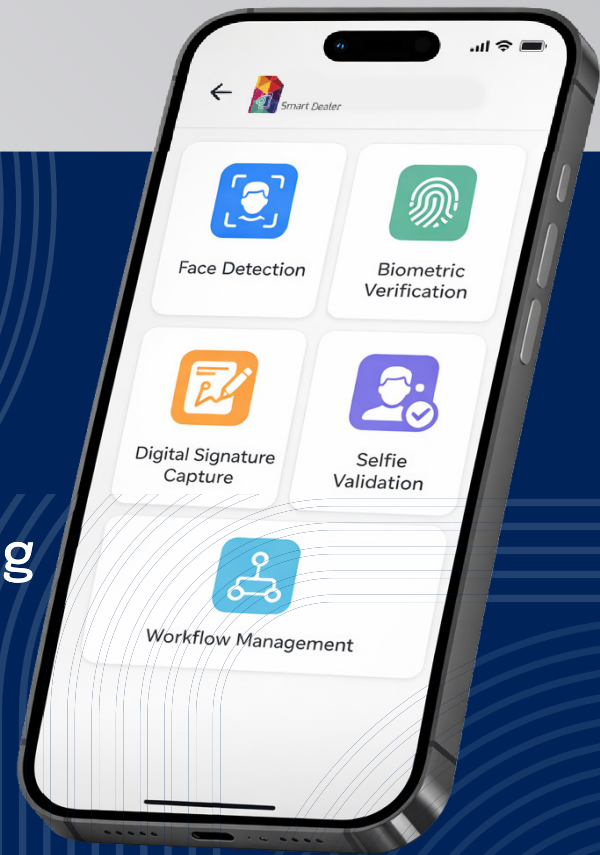 Smart Dealer
Face Detection
Biometric
Verification
Digital Signature
Capture
Selfie
Validation
g
Workflow Management